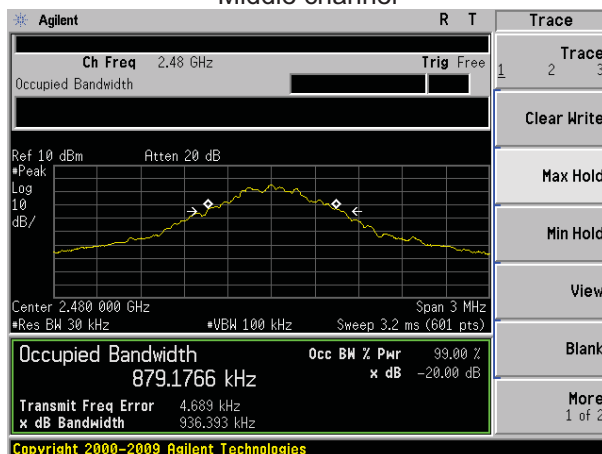 Middle channel
Agilent R T Trace
Ch Freq 2.48 GHz Trig Free
Occupied Bandwidth
Trace
1 2 3
Clear Write
Max Hold
Min Hold
View
Blank
More
1 of 2
Ref 10 dBm Atten 20 dB
#Peak
Log
10
dB/
Center 2.480 000 GHz Span 3 MHz
#Res BW 30 kHz #VBW 100 kHz Sweep 3.2 ms (601 pts)
Occupied Bandwidth Occ BW % Pwr 99.00 %
879.1766 kHz x dB -20.00 dB
Transmit Freq Error 4.689 kHz
x dB Bandwidth 936.393 kHz
Copyright 2000-2009 Agilent Technologies